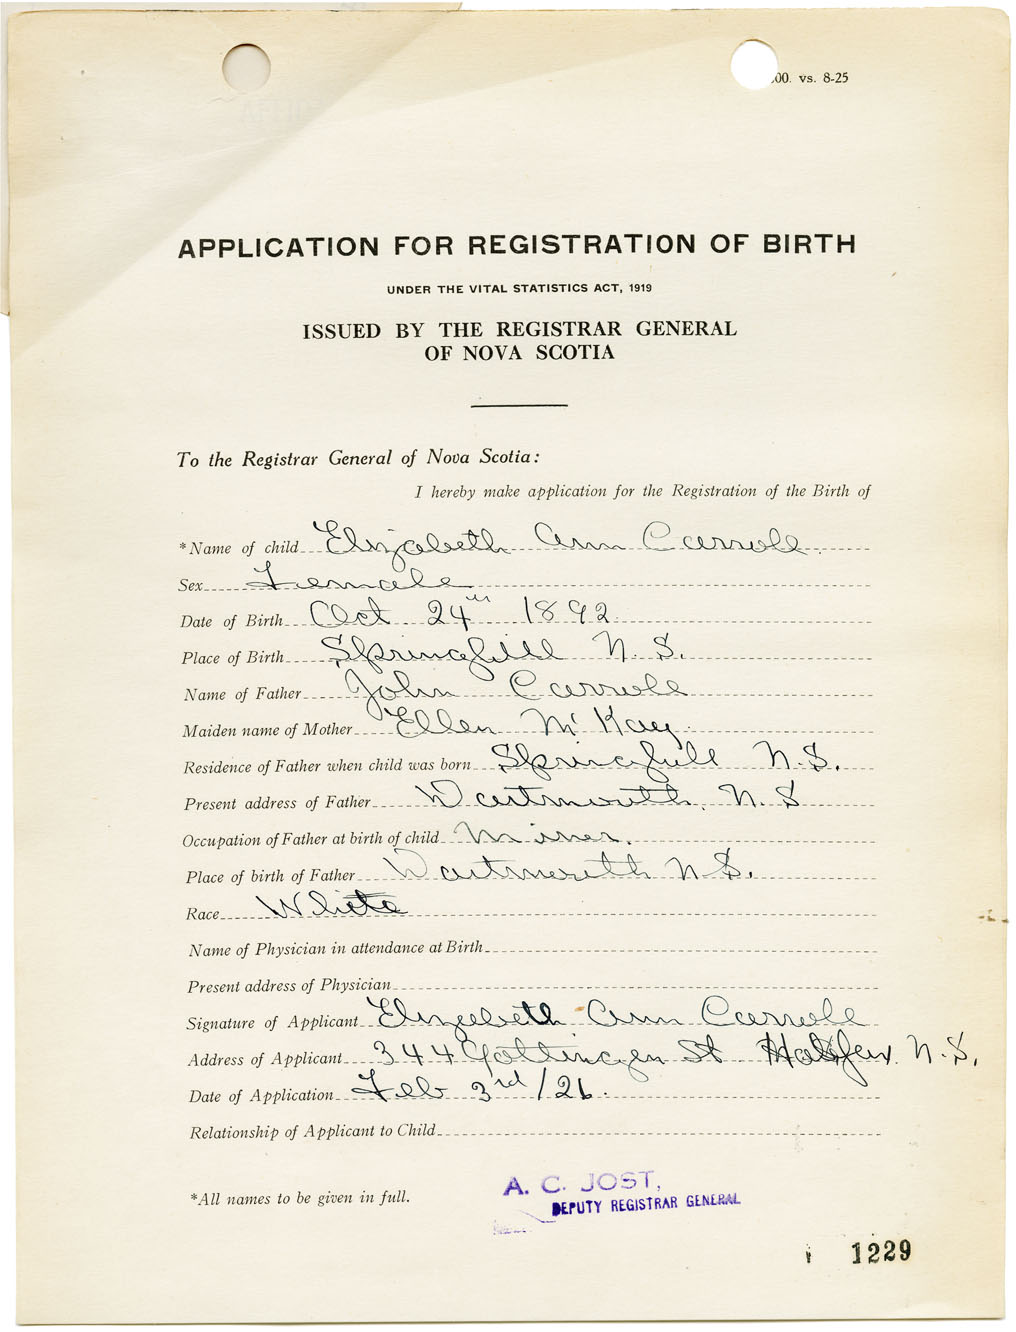 00. vs. 8-25
APPLICATION FOR REGISTRATION OF BIRTH
UNDER THE VITAL STATISTICS ACT, 1919
ISSUED BY THE REGISTRAR GENERAL
OF NOVA SCOTIA
To the Registrar General of Nova Scotia:
I hereby make application for the Registration of the Birth of
*Name of child Elizabeth Ann Carroll
Sex Female
Date of Birth Oct 24th 1892
Place of Birth Springhill N.S.
Name of Father John Carroll
Maiden name of Mother Ellen McKay
Residence of Father when child was born Springhill N.S.
Present address of Father Dartmouth, N.S
Occupation of Father at birth of child Miner.
Place of birth of Father Dartmouth N.S.
Race White
Name of Physician in attendance at Birth
Present address of Physician
Signature of Applicant Elizabeth Ann Carroll
Address of Applicant 344 Gottingen St Halifax N.S.
Date of Application Feb 3rd/26.
Relationship of Applicant to Child
*All names to be given in full.
A. C. JOST,
DEPUTY REGISTRAR GENERAL
1229